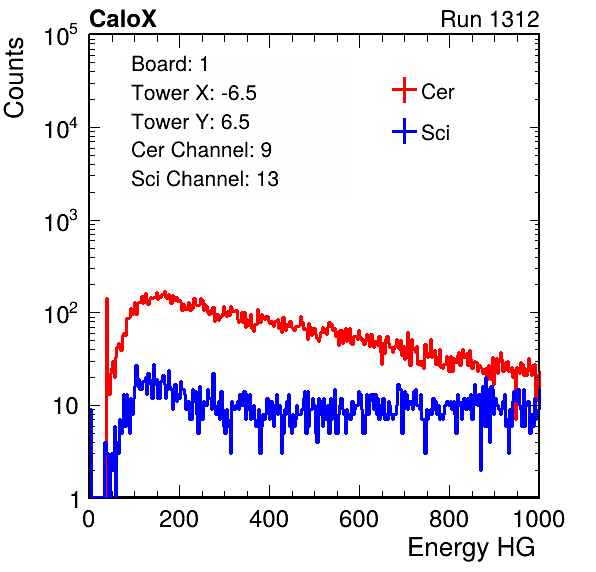 CaloX Run 1312
Counts
10^5
10^4
10^3
10^2
10
1
Board: 1
Tower X: -6.5
Tower Y: 6.5
Cer Channel: 9
Sci Channel: 13
Cer
Sci
0 200 400 600 800 1000
Energy HG